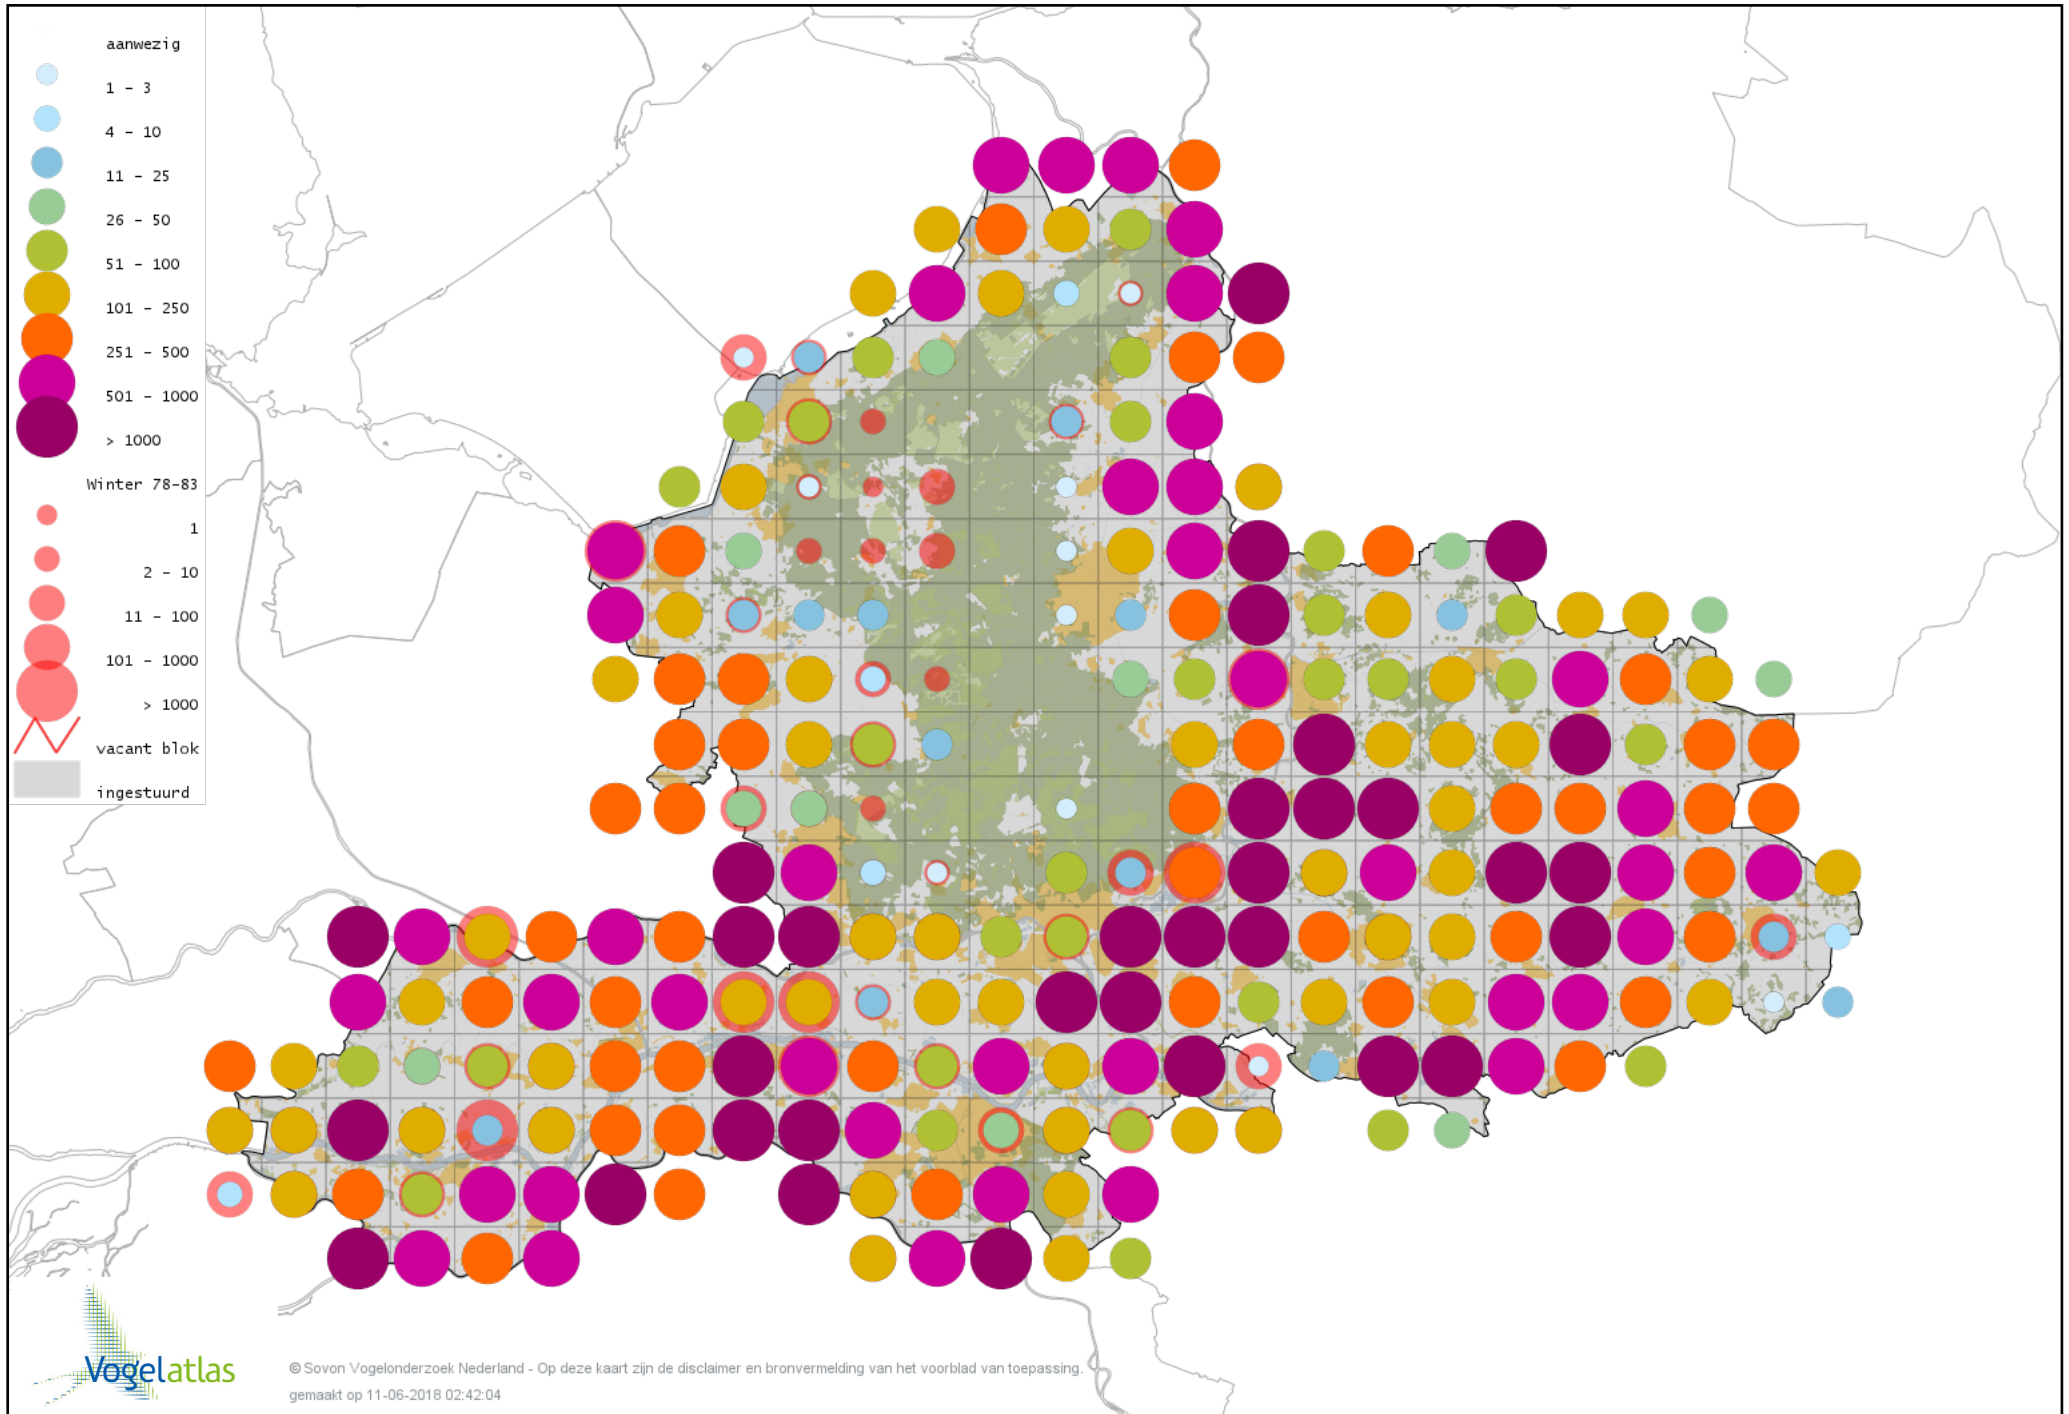 aanwezig
1 - 3
4 - 10
11 - 25
26 - 50
51 - 100
101 - 250
251 - 500
501 - 1000
> 1000
Winter 78-83
1
2 - 10
11 - 100
101 - 1000
> 1000
vacant blok
ingestuurd
Vogelatlas
© Sovon Vogelonderzoek Nederland - Op deze kaart zijn de disclaimer en bronvermelding van het voorblad van toepassing.
gemaakt op 11-06-2018 02:42:04